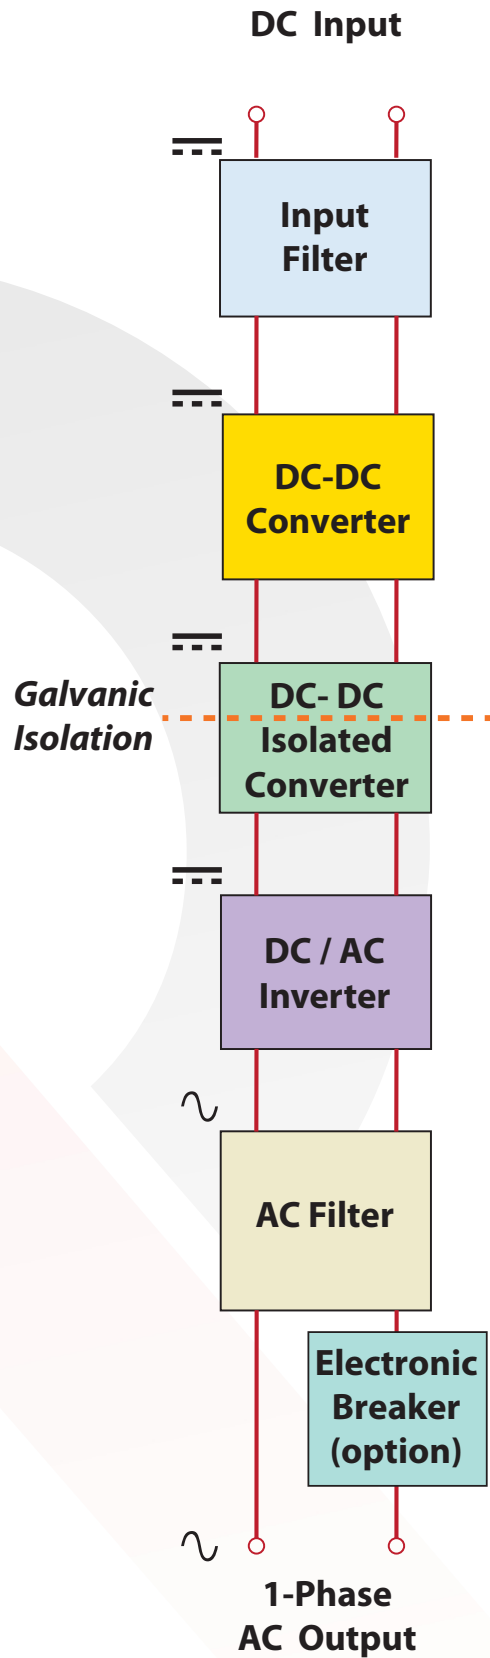 DC Input
Input
Filter
DC-DC
Converter
Galvanic
Isolation
DC- DC
Isolated
Converter
DC / AC
Inverter
AC Filter
Electronic
Breaker
(option)
1-Phase
AC Output